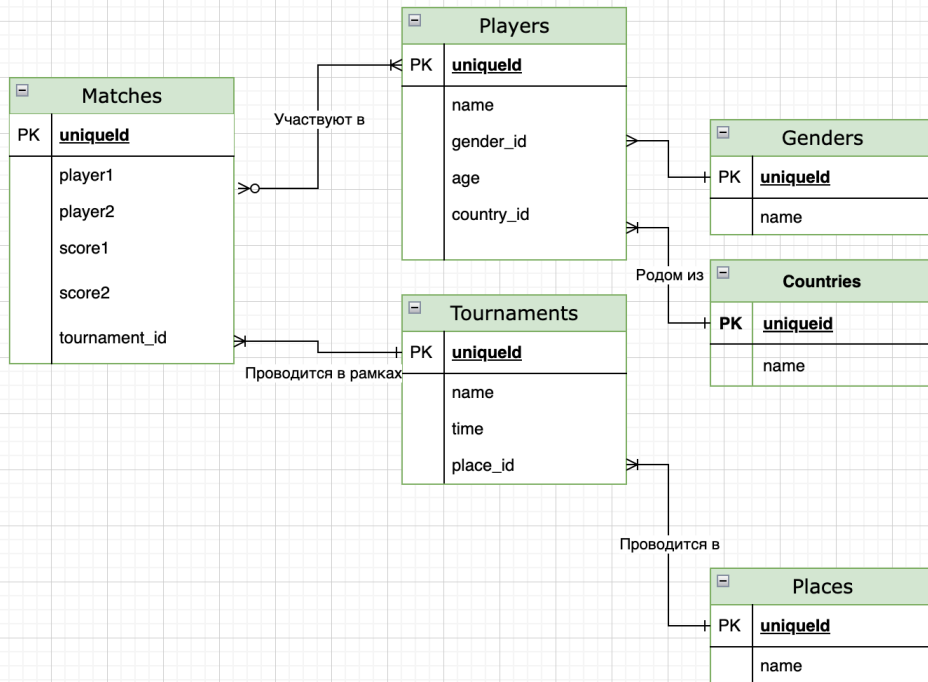 Players
PK uniqueId
name
gender_id
age
country_id
Matches
PK uniqueId
player1
player2
score1
score2
tournament_id
Участвуют в
Genders
PK uniqueId
name
Родом из
Countries
PK uniqueid
name
Tournaments
PK uniqueId
name
time
place_id
Проводится в рамках
Проводится в
Places
PK uniqueId
name